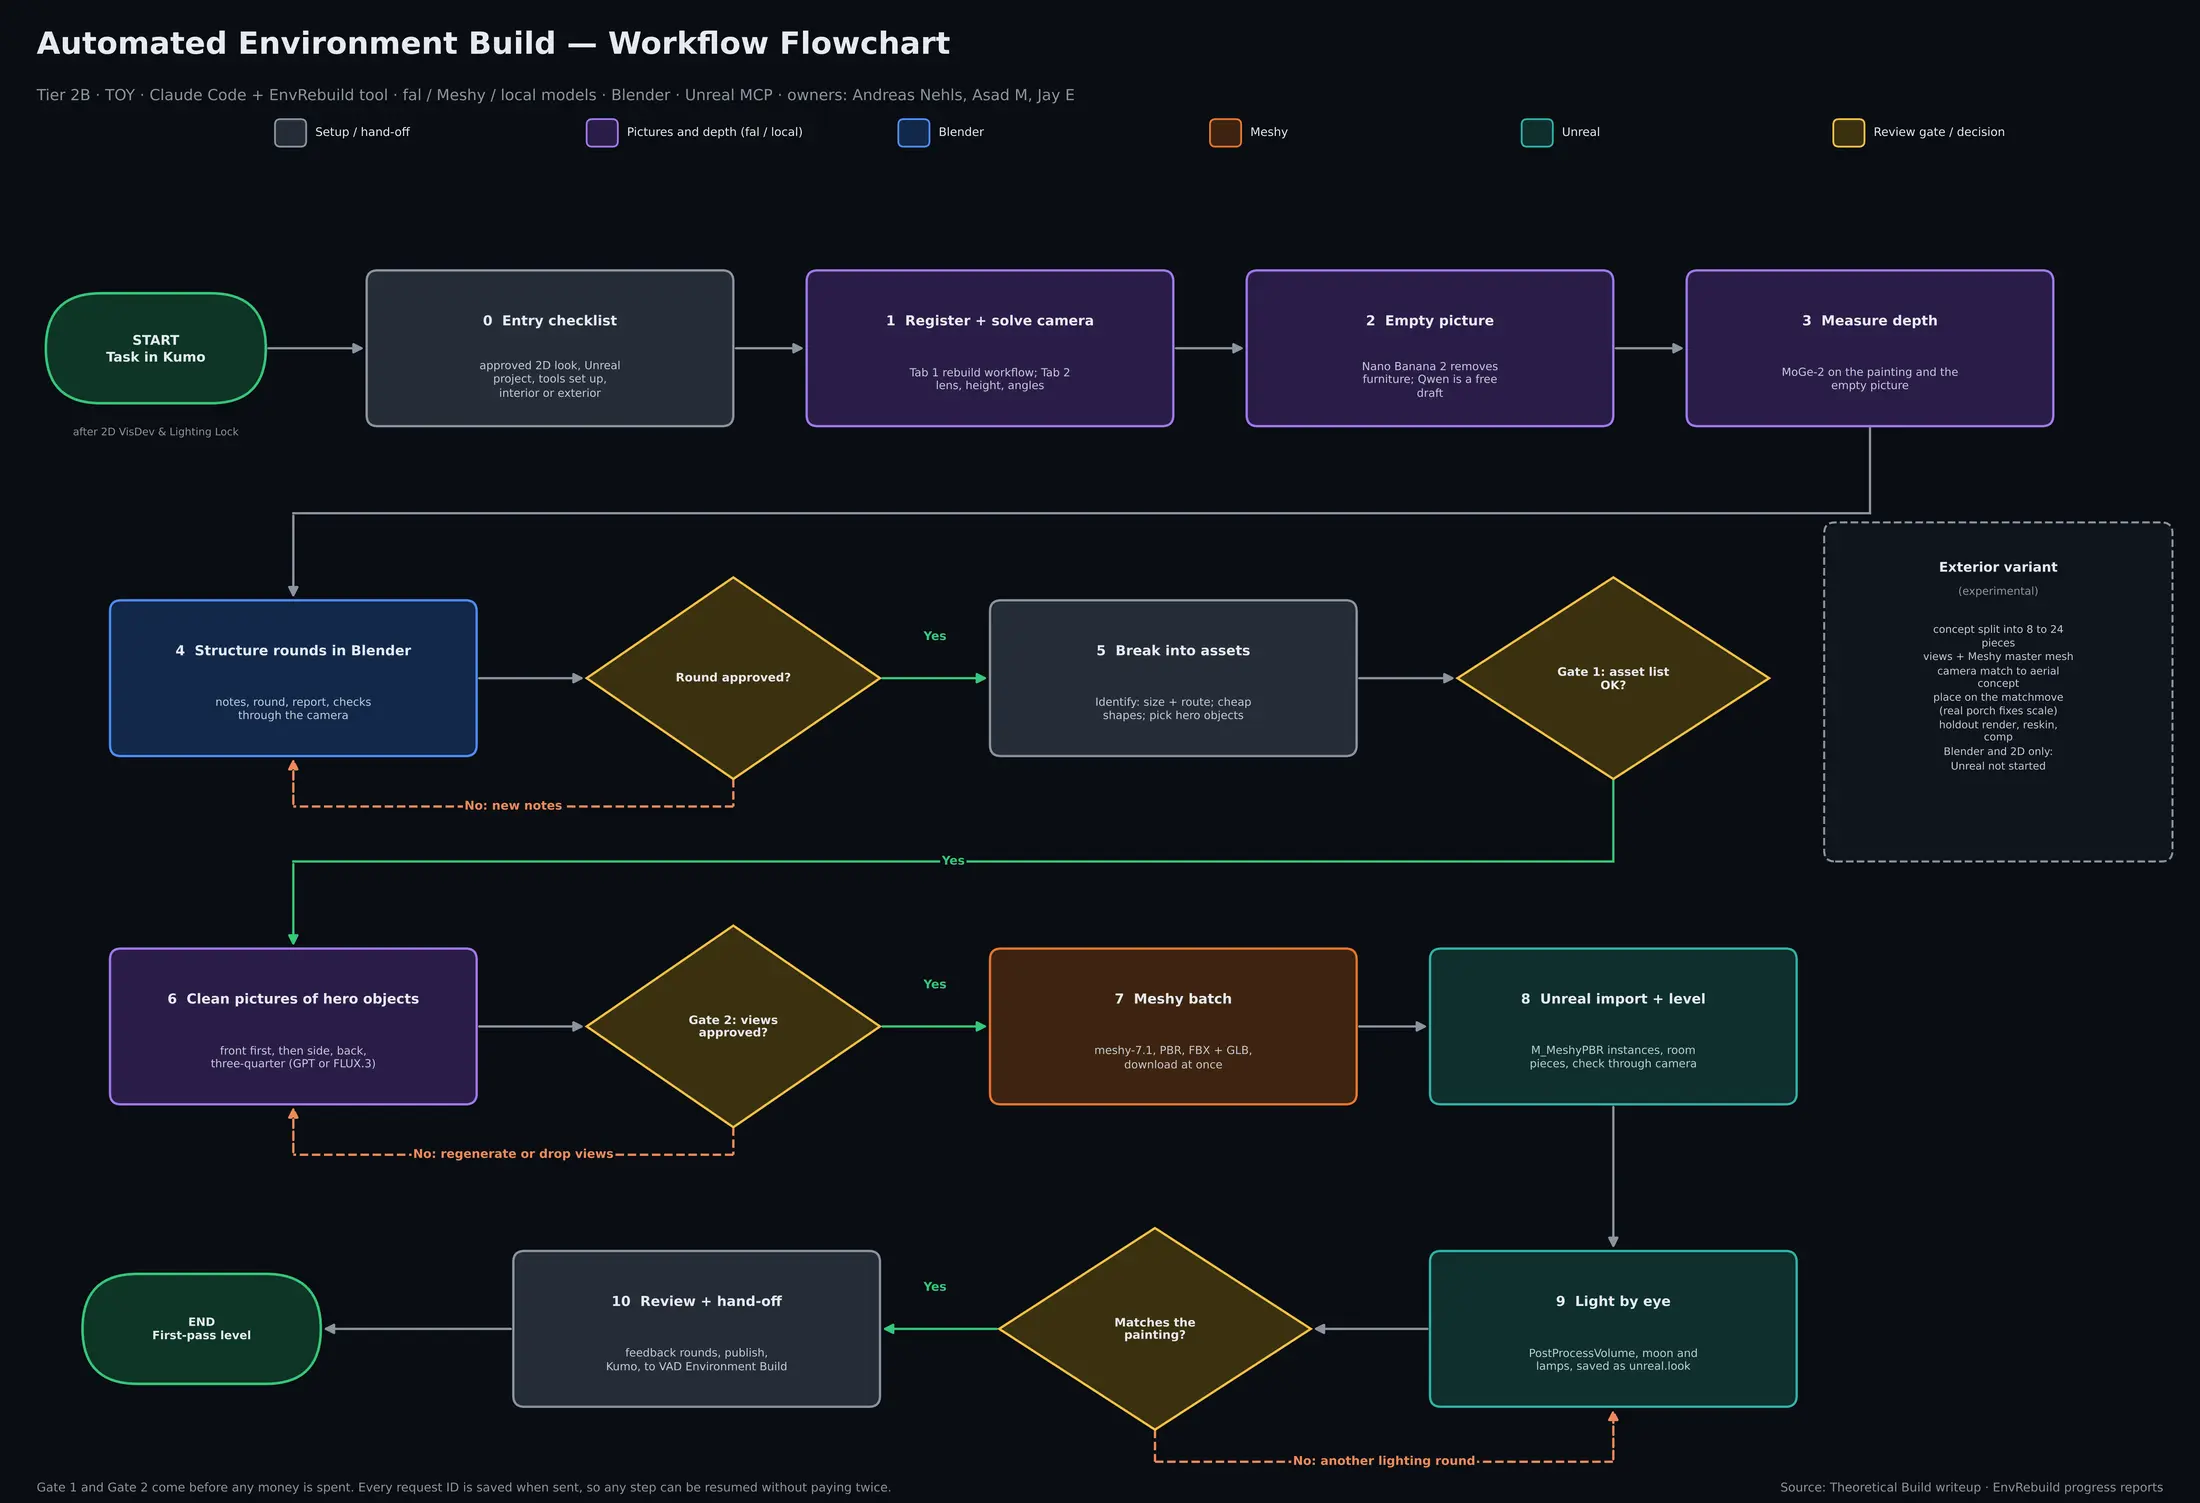 Automated Environment Build — Workflow Flowchart
Tier 2B · TOY · Claude Code + EnvRebuild tool · fal / Meshy / local models · Blender · Unreal MCP · owners: Andreas Nehls, Asad M, Jay E
Setup / hand-off
Pictures and depth (fal / local)
Blender
Meshy
Unreal
Review gate / decision
START
Task in Kumo
after 2D VisDev & Lighting Lock
0 Entry checklist
approved 2D look, Unreal
project, tools set up,
interior or exterior
1 Register + solve camera
Tab 1 rebuild workflow; Tab 2
lens, height, angles
2 Empty picture
Nano Banana 2 removes
furniture; Qwen is a free
draft
3 Measure depth
MoGe-2 on the painting and the
empty picture
4 Structure rounds in Blender
notes, round, report, checks
through the camera
Round approved?
Yes
No: new notes
5 Break into assets
Identify: size + route; cheap
shapes; pick hero objects
Gate 1: asset list
OK?
Yes
Exterior variant
(experimental)
concept split into 8 to 24
pieces
views + Meshy master mesh
camera match to aerial
concept
place on the matchmove
(real porch fixes scale)
holdout render, reskin,
comp
Blender and 2D only:
Unreal not started
6 Clean pictures of hero objects
front first, then side, back,
three-quarter (GPT or FLUX.3)
Gate 2: views
approved?
Yes
No: regenerate or drop views
7 Meshy batch
meshy-7.1, PBR, FBX + GLB,
download at once
8 Unreal import + level
M_MeshyPBR instances, room
pieces, check through camera
9 Light by eye
PostProcessVolume, moon and
lamps, saved as unreal.look
Matches the
painting?
Yes
No: another lighting round
10 Review + hand-off
feedback rounds, publish,
Kumo, to VAD Environment Build
END
First-pass level
Gate 1 and Gate 2 come before any money is spent. Every request ID is saved when sent, so any step can be resumed without paying twice.
Source: Theoretical Build writeup · EnvRebuild progress reports